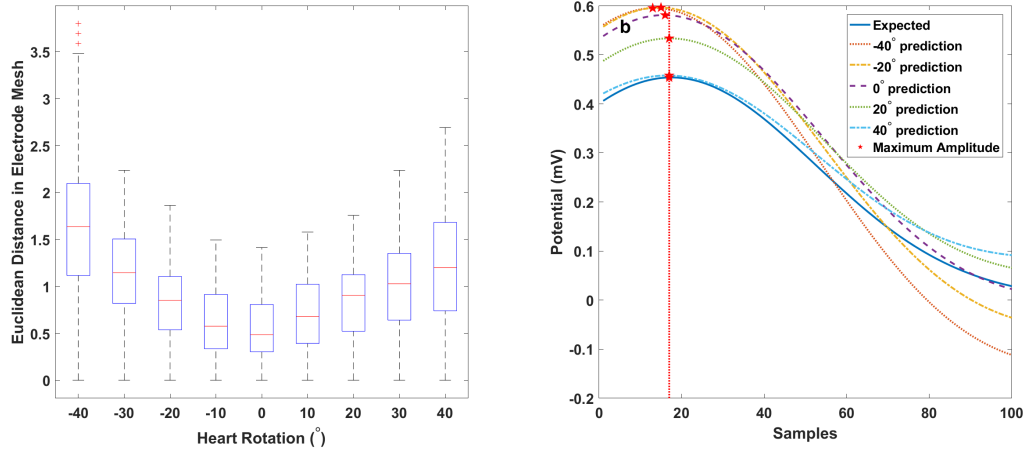 Euclidean Distance in Electrode Mesh
3.5
3
2.5
2
1.5
1
0.5
0
-40 -30 -20 -10 0 10 20 30 40
Heart Rotation (°)
b
Potential (mV)
0.6
0.5
0.4
0.3
0.2
0.1
0
-0.1
-0.2
0 20 40 60 80 100
Samples
Expected
-40° prediction
-20° prediction
0° prediction
20° prediction
40° prediction
Maximum Amplitude